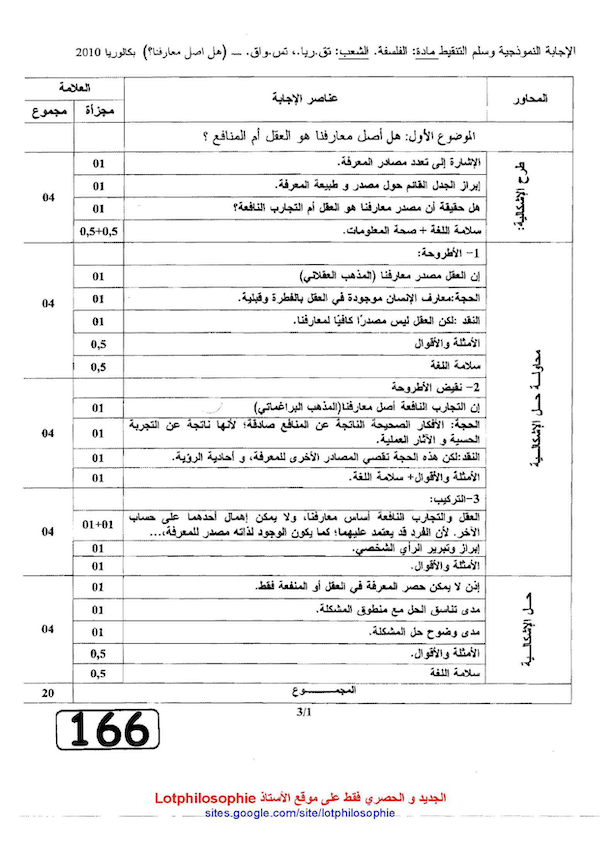 الإجابة النموذجية وسلم التنقيط مادة: الفلسفة. الشعب: تق.ريا.، تس.واق. ــ (هل اصل معارفنا؟) بكالوريا 2010
المحاور
عناصر الإجابة
العلامة
مجزأة
مجموع
الموضوع الأول: هل أصل معارفنا هو العقل أم المنافع ؟
طرح الإشكالية:
الإشارة إلى تعدد مصادر المعرفة.
01
إبراز الجدل القائم حول مصدر و طبيعة المعرفة.
01
هل حقيقة أن مصدر معارفنا هو العقل أم التجارب النافعة؟
01
سلامة اللغة + صحة المعلومات.
0,5+0,5
04
محاولة حل الإشكالية
1- الأطروحة:
إن العقل مصدر معارفنا (المذهب العقلاني)
01
الحجة:معارف الإنسان موجودة في العقل بالفطرة وقبلية.
01
النقد :لكن العقل ليس مصدرًا كافيًا لمعارفنا.
01
الأمثلة والأقوال
0,5
سلامة اللغة
0,5
04
2- نقيض الأطروحة
إن التجارب النافعة أصل معارفنا(المذهب البراغماتي)
01
الحجة: الأفكار الصحيحة الناتجة عن المنافع صادقة؛ لأنها ناتجة عن التجربة
الحسية و الآثار العملية.
01
النقد:لكن هذه الحجة تقصي المصادر الأخرى للمعرفة، و أحادية الرؤية.
01
الأمثلة والأقوال+ سلامة اللغة.
01
04
3-التركيب:
العقل والتجارب النافعة أساس معارفنا، ولا يمكن إهمال أحدهما على حساب
الآخر. لأن الفرد قد يعتمد عليهما؛ كما يكون الوجود لذاته مصدر للمعرفة،...
01+01
إبراز وتبرير الرأي الشخصي.
01
الأمثلة والأقوال.
01
04
حل الإشكالية
إذن لا يمكن حصر المعرفة في العقل أو المنفعة فقط.
01
مدى تناسق الحل مع منطوق المشكلة.
01
مدى وضوح حل المشكلة.
01
الأمثلة والأقوال.
0,5
سلامة اللغة
0,5
04
المجمـــــــوع
20
3/1
166
الجديد و الحصري فقط على موقع الأستاذ Lotphilosophie
sites.google.com/site/lotphilosophie